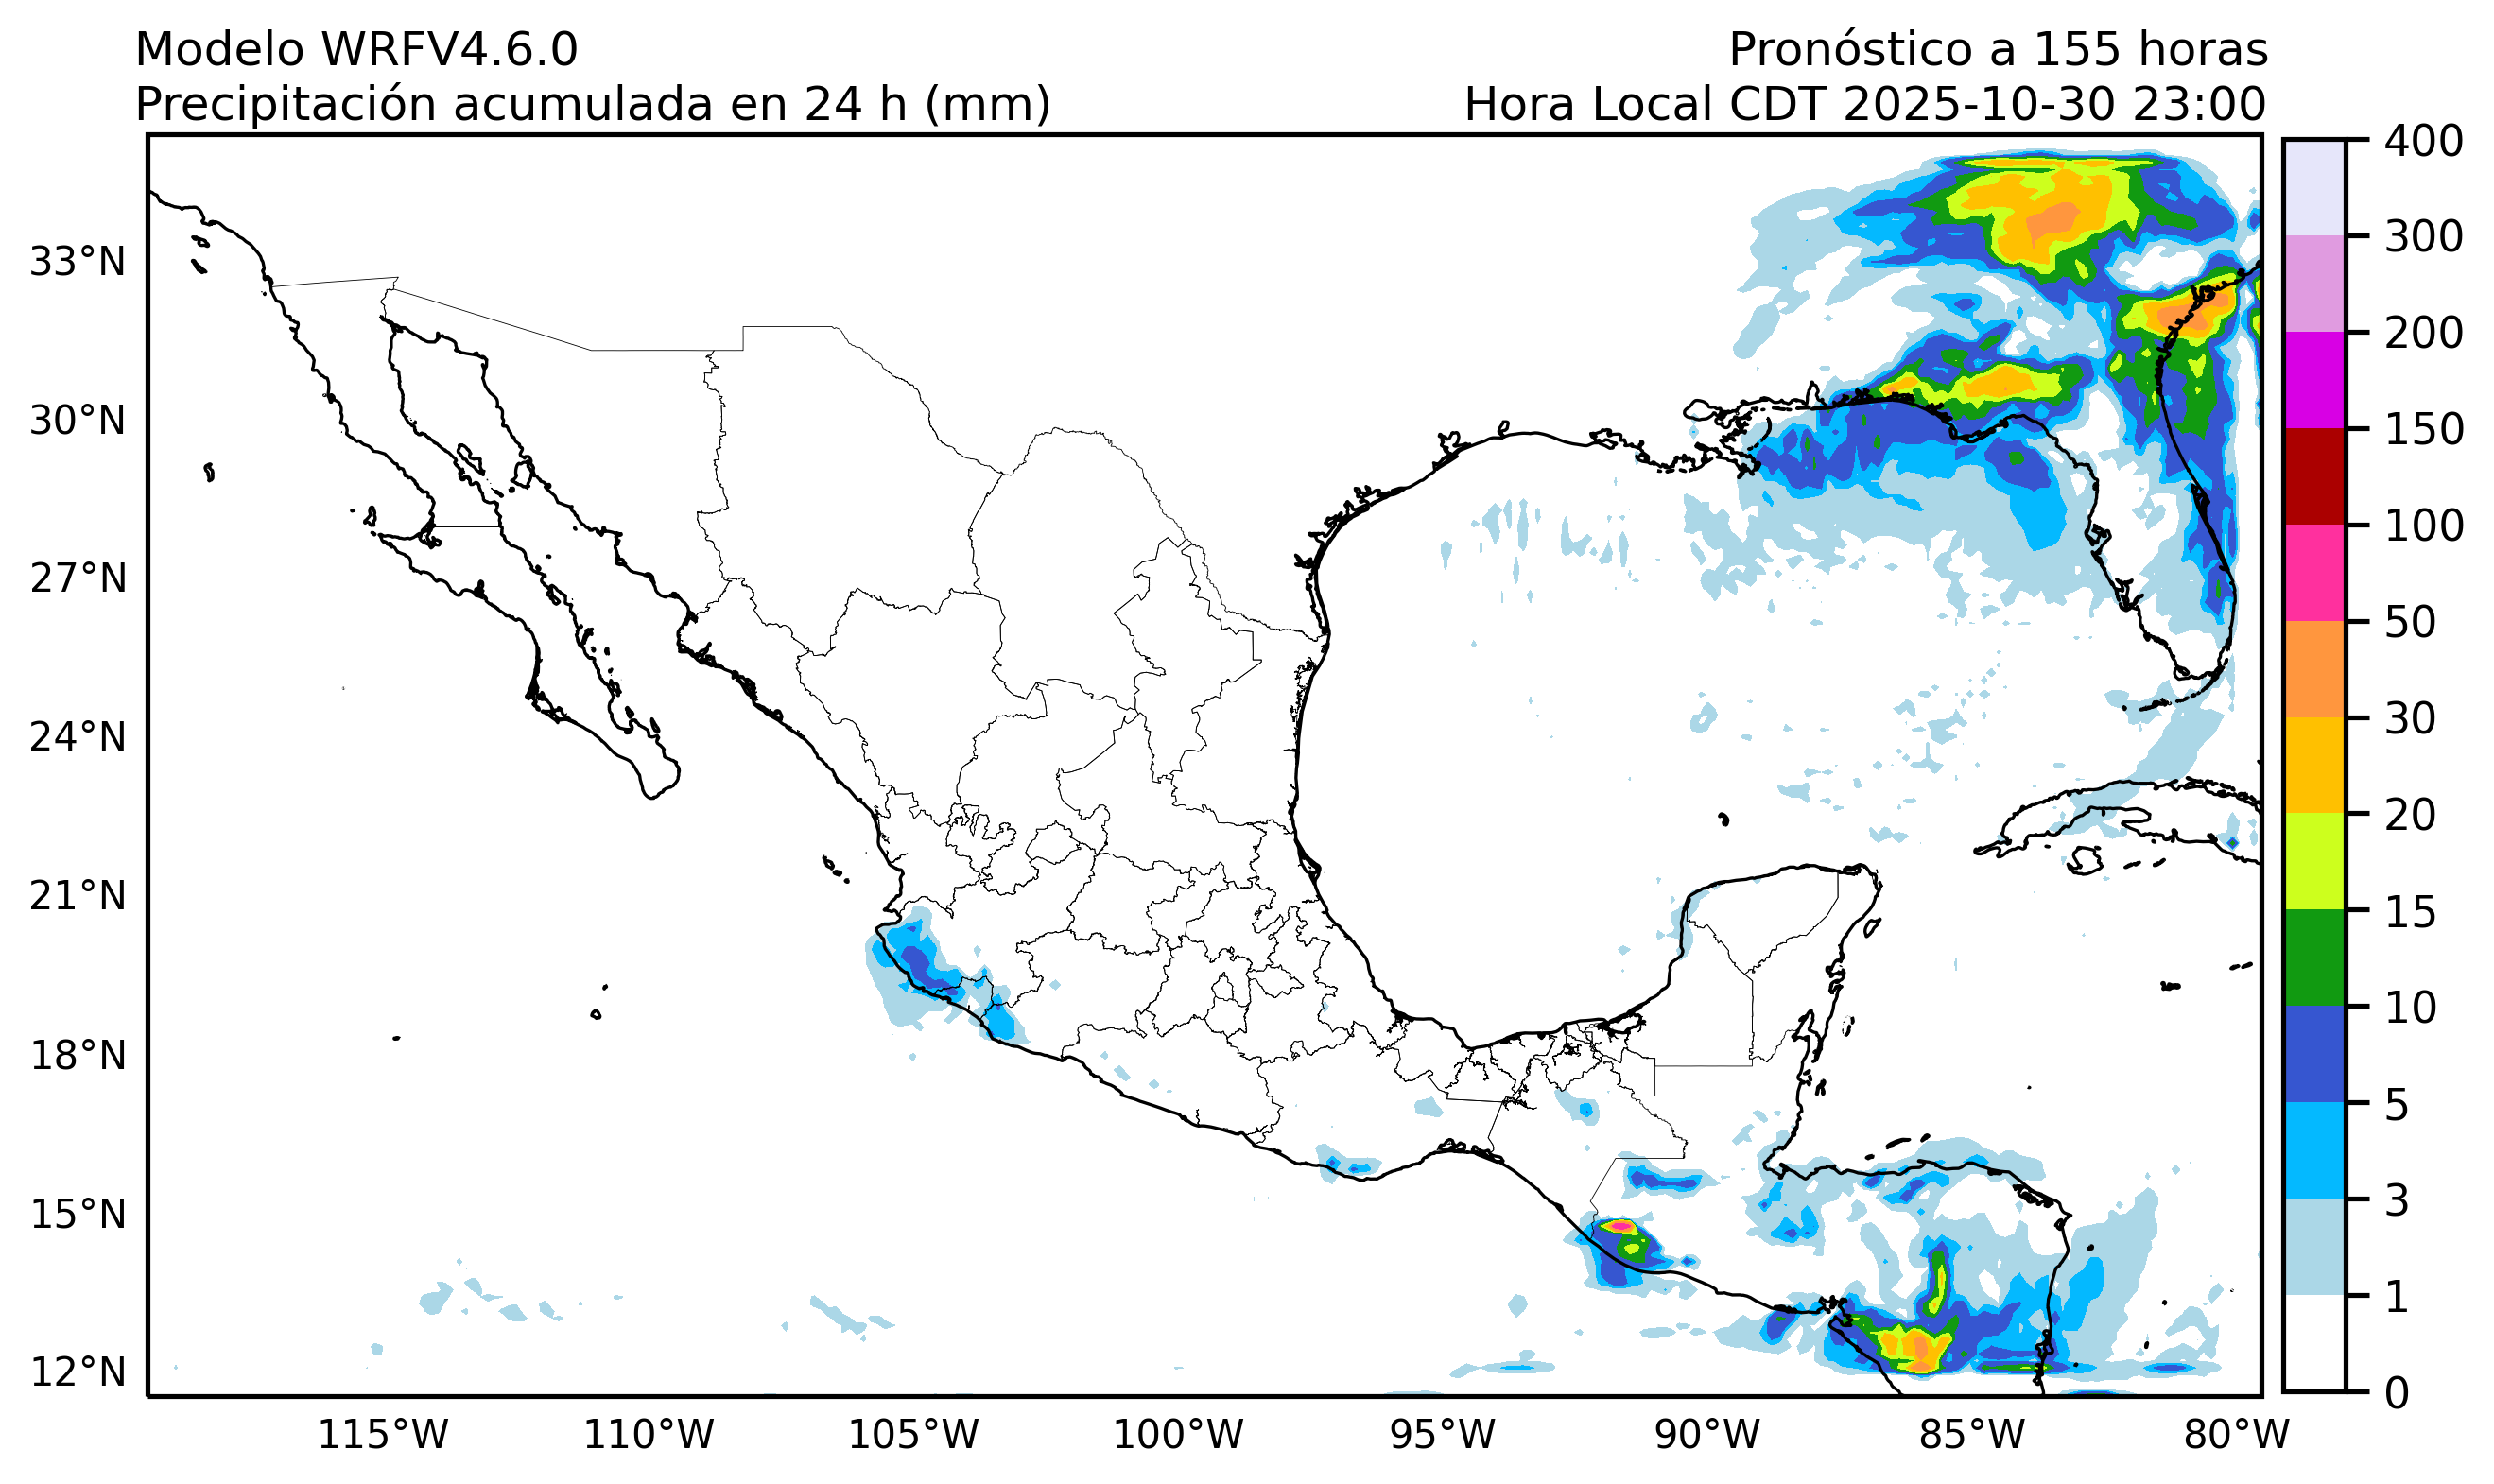 Modelo WRFV4.6.0
Pronóstico a 155 horas
Precipitación acumulada en 24 h (mm)
Hora Local CDT 2025-10-30 23:00
33°N
30°N
27°N
24°N
21°N
18°N
15°N
12°N
115°W
110°W
105°W
100°W
95°W
90°W
85°W
80°W
400
300
200
150
100
50
30
20
15
10
5
3
1
0